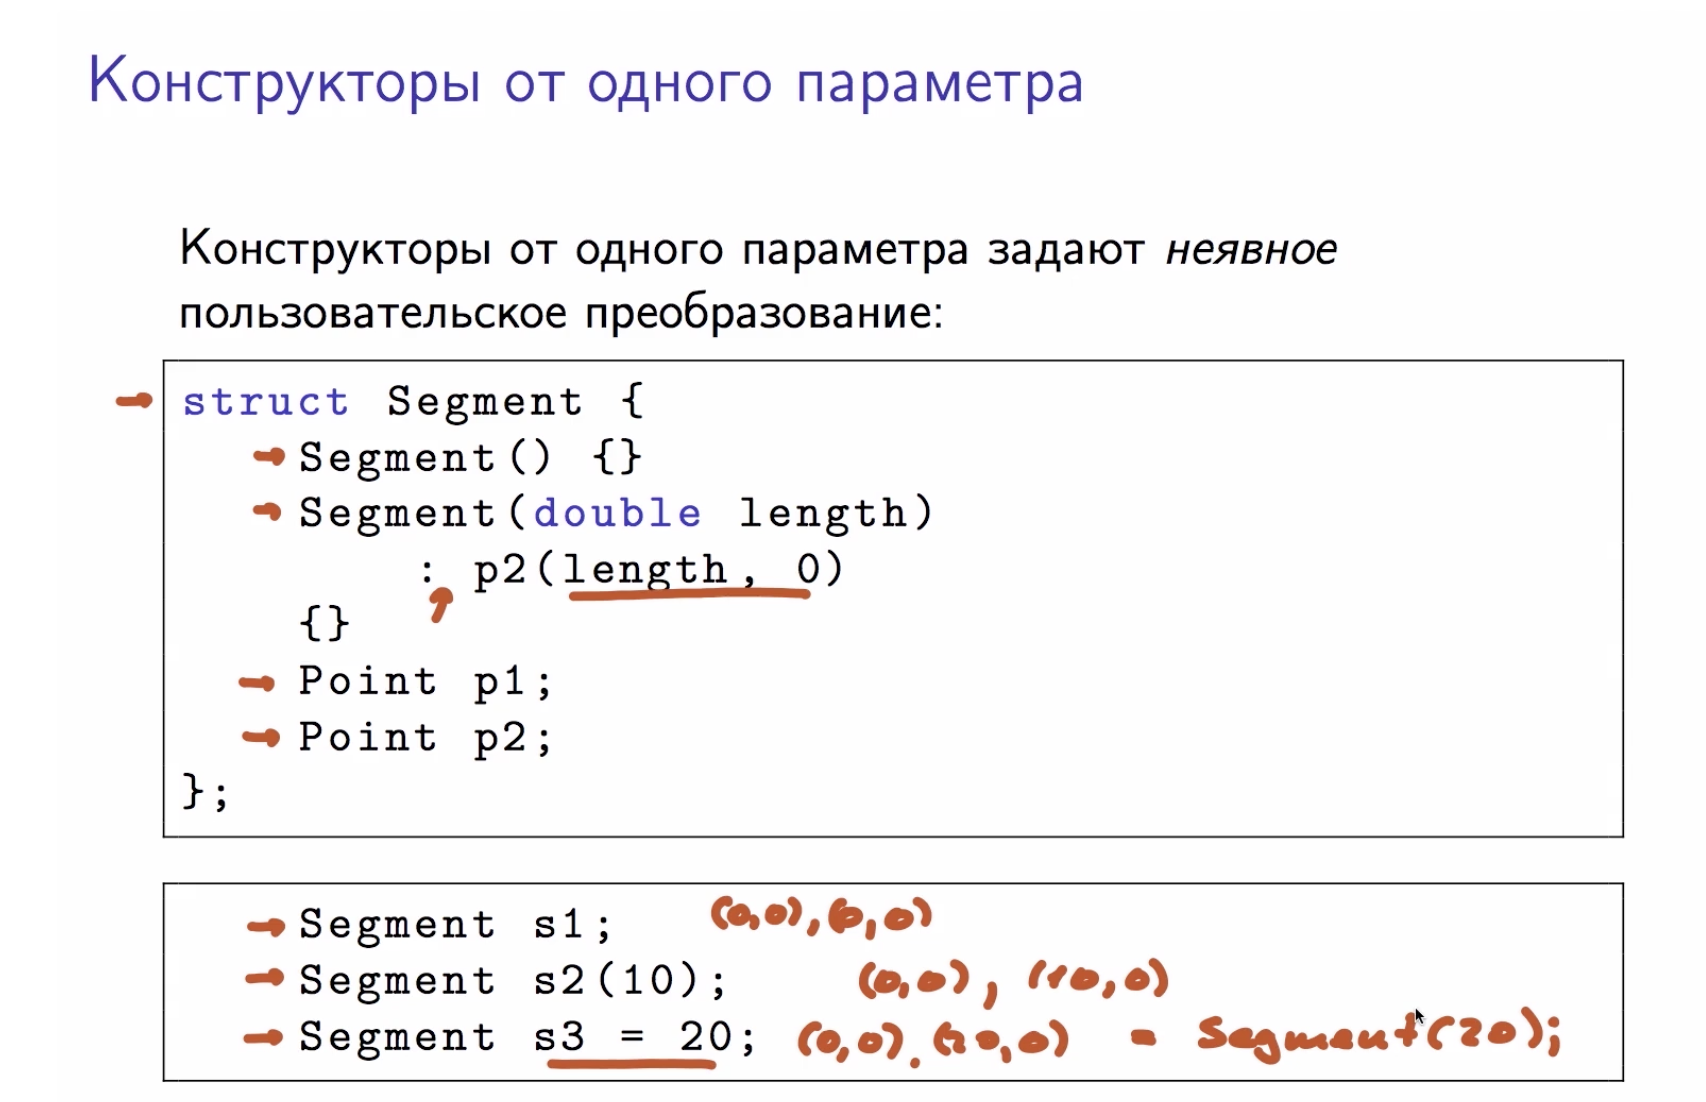 Конструкторы от одного параметра
Конструкторы от одного параметра задают неявное
пользовательское преобразование:
struct Segment {
Segment() {}
Segment(double length)
: p2(length, 0)
{}
Point p1;
Point p2;
};
Segment s1; (0,0),(0,0)
Segment s2(10); (0,0), (10,0)
Segment s3 = 20; (0,0).(20,0) = Segment(20);